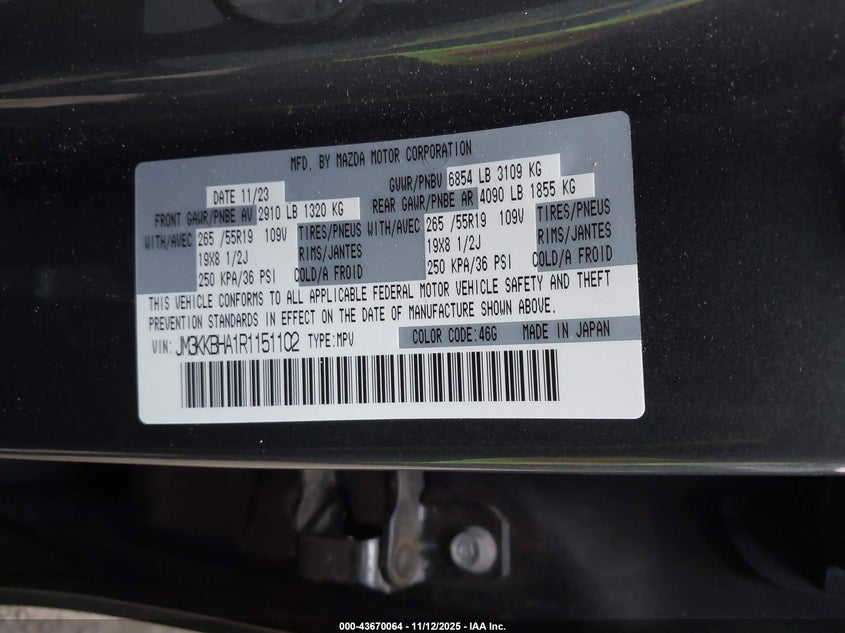 MFD. BY MAZDA MOTOR CORPORATION
DATE 11/23 GVWR/PNBV 6854 LB 3109 KG
FRONT GAWR/PNBE AV 2910 LB 1320 KG REAR GAWR/PNBE AR 4090 LB 1855 KG
WITH/AVEC 265 /55R19 109V TIRES/PNEUS WITH/AVEC 265 /55R19 109V TIRES/PNEUS
19X8 1/2J RIMS/JANTES 19X8 1/2J RIMS/JANTES
250 KPA/36 PSI COLD/A FROID 250 KPA/36 PSI COLD/A FROID
THIS VEHICLE CONFORMS TO ALL APPLICABLE FEDERAL MOTOR VEHICLE SAFETY AND THEFT
PREVENTION STANDARDS IN EFFECT ON THE DATE OF MANUFACTURE SHOWN ABOVE.
VIN: JM3KKBHA1R1151102 TYPE:MPV COLOR CODE:46G MADE IN JAPAN
000-43670064 - 11/12/2025 - IAA Inc.